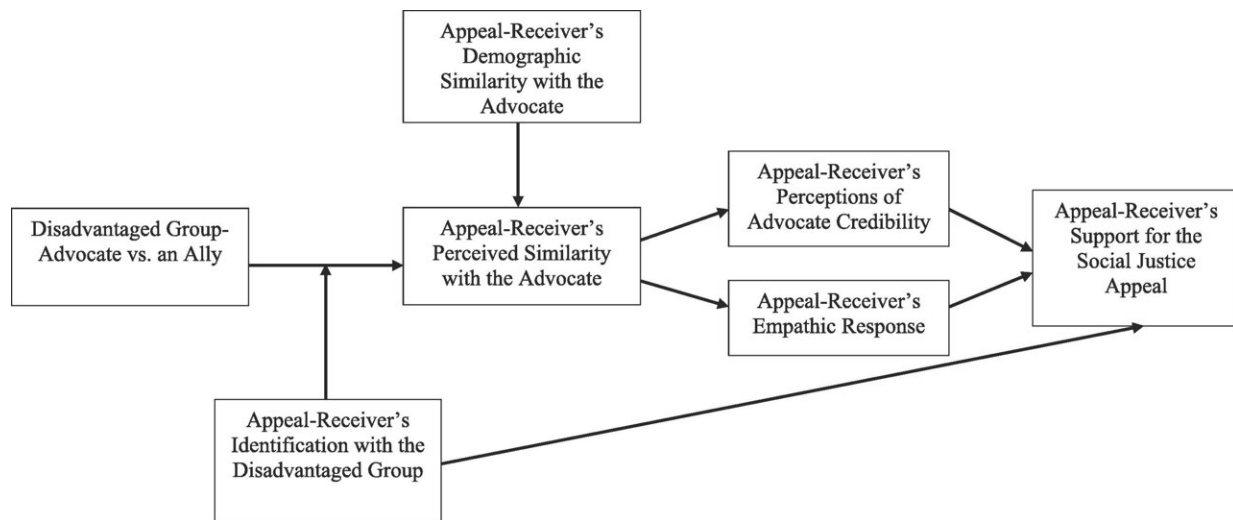 Appeal-Receiver’s
Demographic
Similarity with the
Advocate
Disadvantaged Group-
Advocate vs. an Ally
Appeal-Receiver’s
Perceived Similarity
with the Advocate
Appeal-Receiver’s
Perceptions of
Advocate Credibility
Appeal-Receiver’s
Empathic Response
Appeal-Receiver’s
Support for the
Social Justice
Appeal
Appeal-Receiver’s
Identification with the
Disadvantaged Group